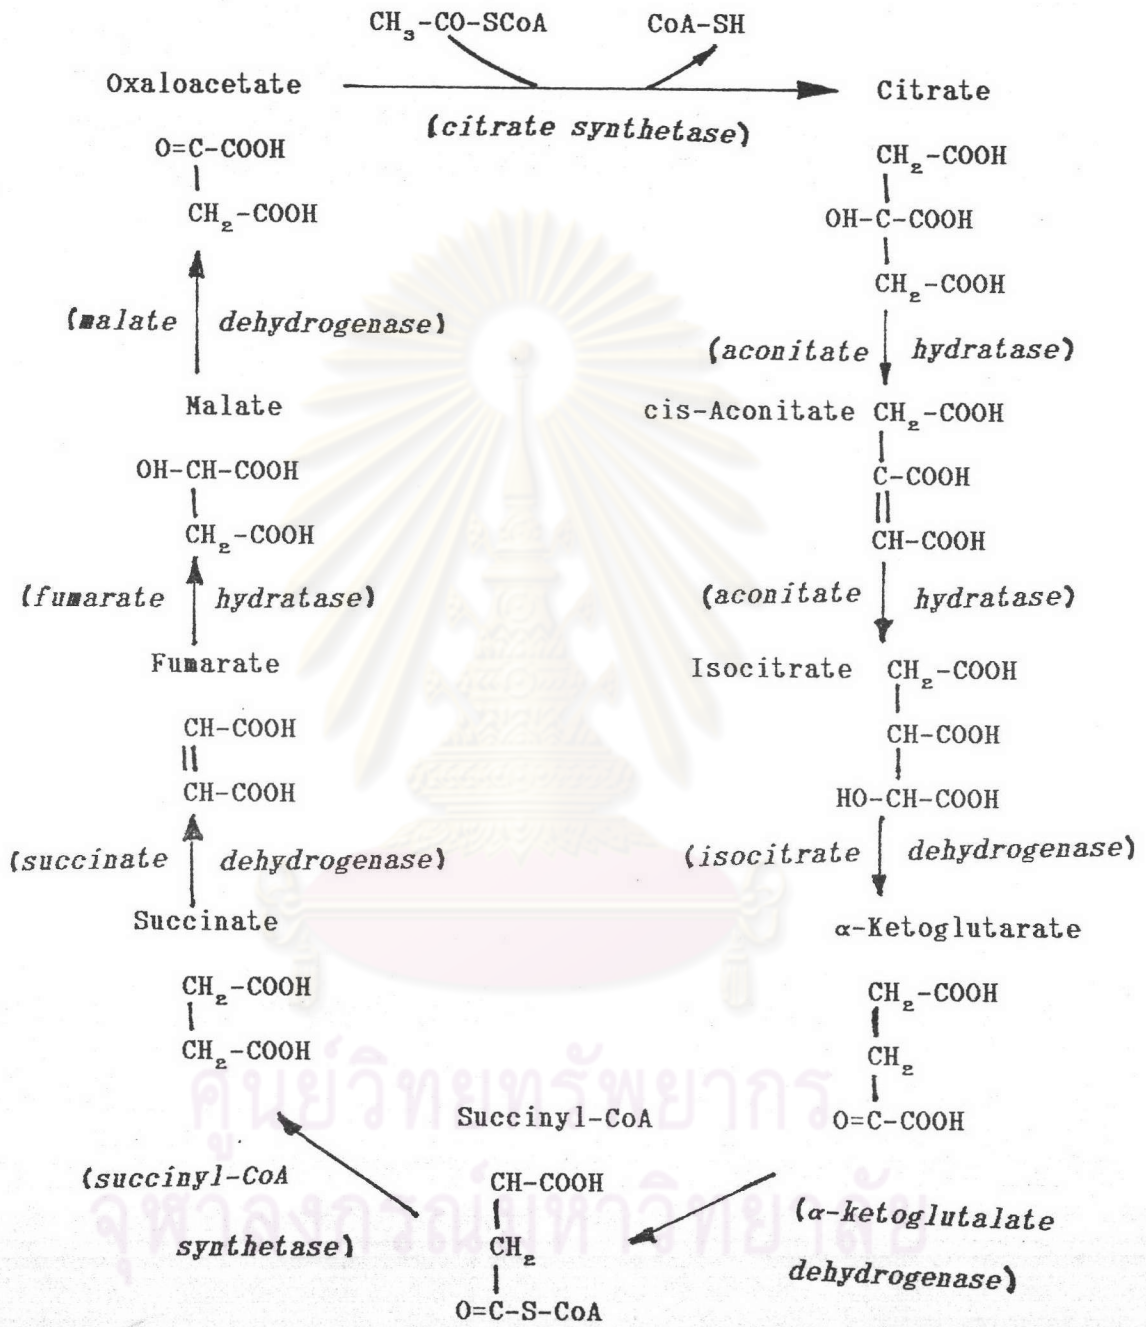 CH₃-CO-SCoA CoA-SH
Oxaloacetate Citrate
(citrate synthetase)
O=C-COOH
CH₂-COOH
CH₂-COOH
OH-C-COOH
CH₂-COOH
(malate dehydrogenase)
(aconitate hydratase)
Malate
cis-Aconitate CH₂-COOH
C-COOH
CH-COOH
OH-CH-COOH
CH₂-COOH
(fumarate hydratase)
(aconitate hydratase)
Fumarate
Isocitrate CH₂-COOH
CH-COOH
HO-CH-COOH
CH-COOH
CH-COOH
(succinate dehydrogenase)
(isocitrate dehydrogenase)
Succinate
α-Ketoglutarate
CH₂-COOH
CH₂-COOH
CH₂-COOH
CH₂
O=C-COOH
ศูนย์วิทยทรัพยากร
จุฬาลงกรณ์มหาวิทยาลัย
Succinyl-CoA
CH-COOH
CH₂
O=C-S-CoA
(succinyl-CoA
synthetase)
(α-ketoglutalate
dehydrogenase)